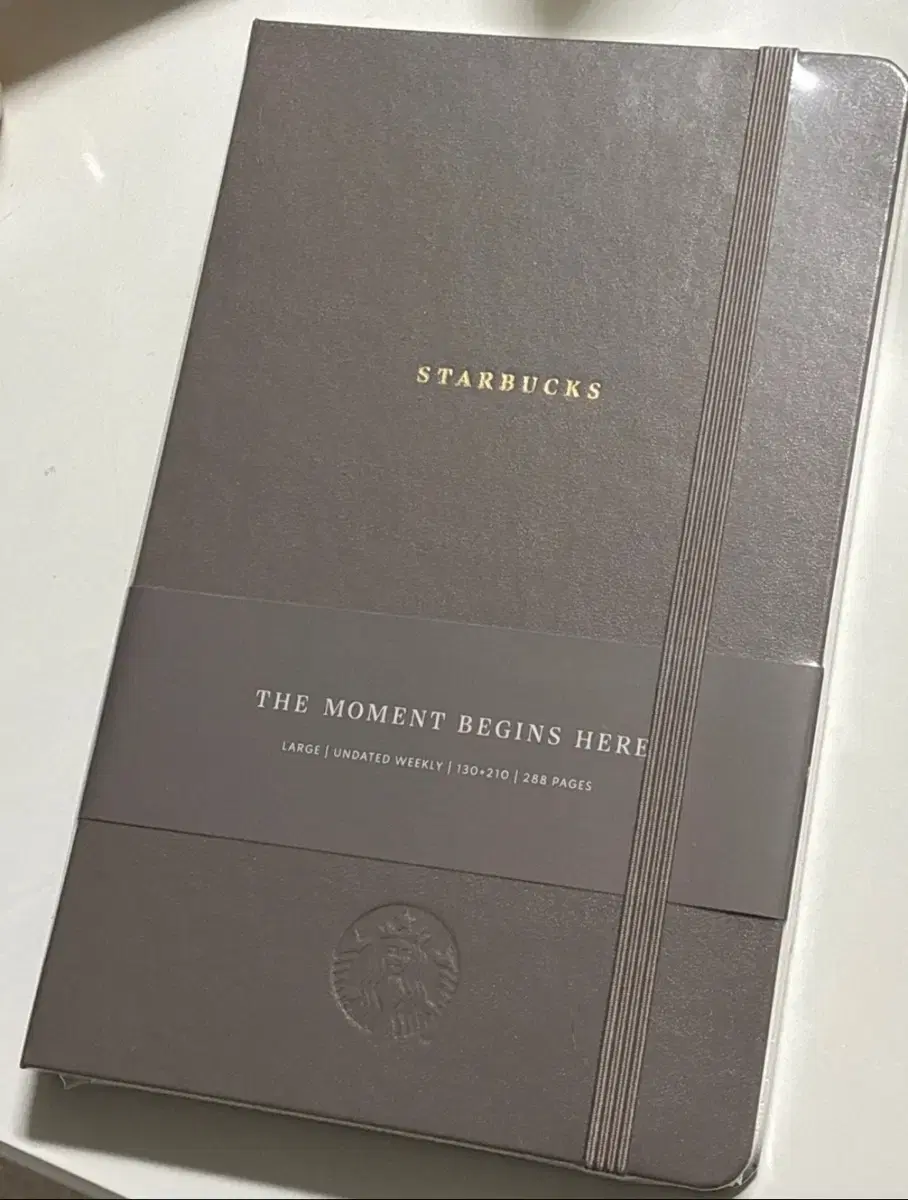 STARBUCKS
THE MOMENT BEGINS HERE
LARGE | UNDATED WEEKLY | 130*210 | 288 PAGES